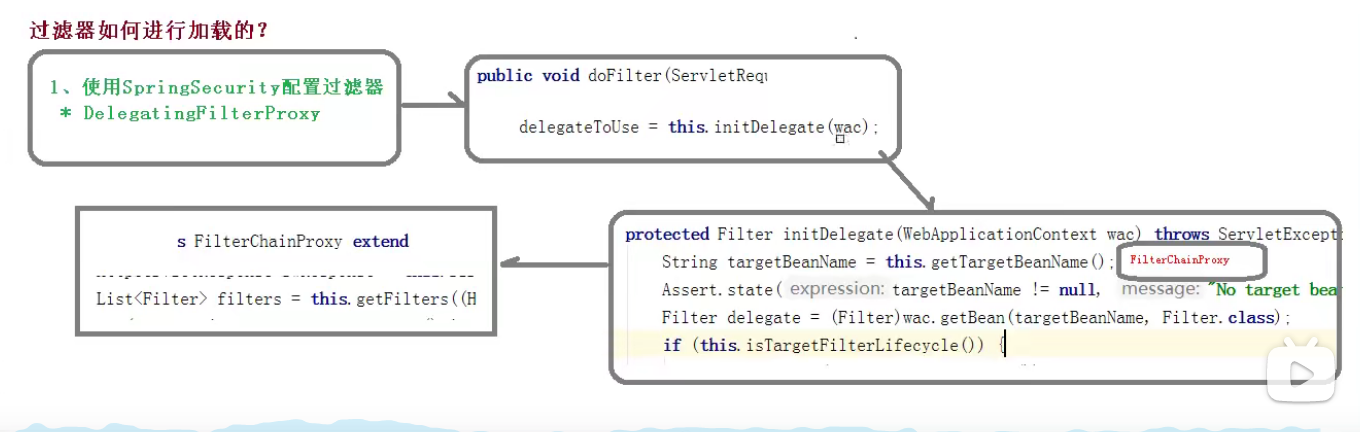 过滤器如何进行加载的？
1、使用SpringSecurity配置过滤器
* DelegatingFilterProxy
public void doFilter(ServletRequ
delegateToUse = this.initDelegate(wac);
protected Filter initDelegate(WebApplicationContext wac) throws ServletExcepti
String targetBeanName = this.getTargetBeanName();
FilterChainProxy
Assert.state( expression: targetBeanName != null, message: "No target bea
Filter delegate = (Filter)wac.getBean(targetBeanName, Filter.class);
if (this.isTargetFilterLifecycle()) {
s FilterChainProxy extend
List<Filter> filters = this.getFilters((H